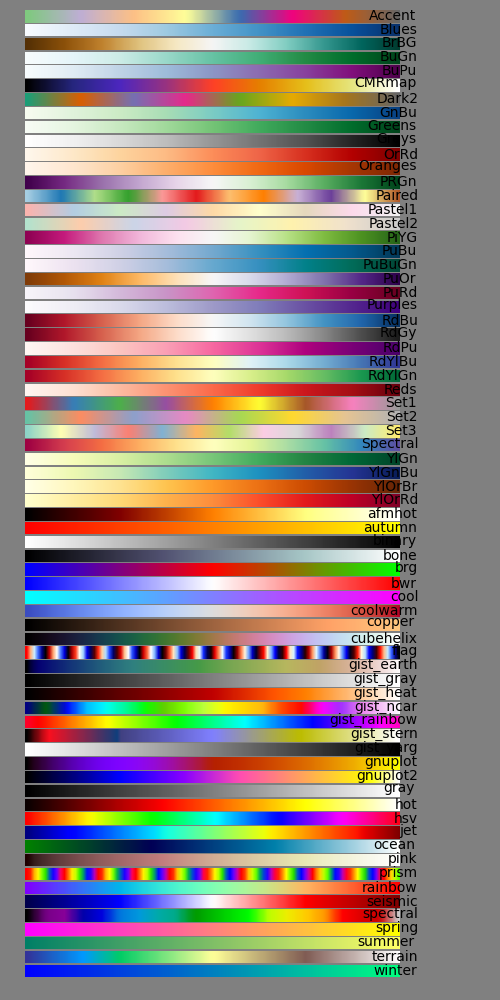 Accent
Blues
BrBG
BuGn
BuPu
CMRmap
Dark2
GnBu
Greens
Greys
OrRd
Oranges
PRGn
Paired
Pastel1
Pastel2
PiYG
PuBu
PuBuGn
PuOr
PuRd
Purples
RdBu
RdGy
RdPu
RdYlBu
RdYlGn
Reds
Set1
Set2
Set3
Spectral
YlGn
YlGnBu
YlOrBr
YlOrRd
afmhot
autumn
binary
bone
brg
bwr
cool
coolwarm
copper
cubehelix
flag
gist_earth
gist_gray
gist_heat
gist_ncar
gist_rainbow
gist_stern
gist_yarg
gnuplot
gnuplot2
gray
hot
hsv
jet
ocean
pink
prism
rainbow
seismic
spectral
spring
summer
terrain
winter